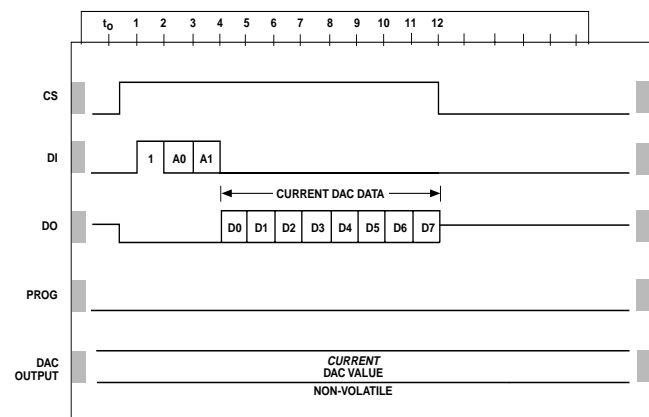 to 1 2 3 4 5 6 7 8 9 10 11 12
CS
DI 1 A0 A1
CURRENT DAC DATA
DO D0 D1 D2 D3 D4 D5 D6 D7
PROG
DAC
OUTPUT
CURRENT
DAC VALUE
NON-VOLATILE